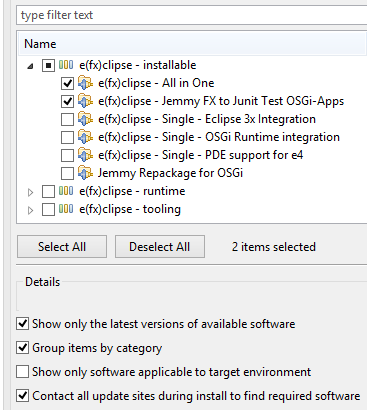 type filter text
Name
e(fx)clipse - installable
e(fx)clipse - All in One
e(fx)clipse - Jemmy FX to Junit Test OSGi-Apps
e(fx)clipse - Single - Eclipse 3x Integration
e(fx)clipse - Single - OSGi Runtime integration
e(fx)clipse - Single - PDE support for e4
Jemmy Repackage for OSGi
e(fx)clipse - runtime
e(fx)clipse - tooling
Select All Deselect All 2 items selected
Details
Show only the latest versions of available software
Group items by category
Show only software applicable to target environment
Contact all update sites during install to find required software